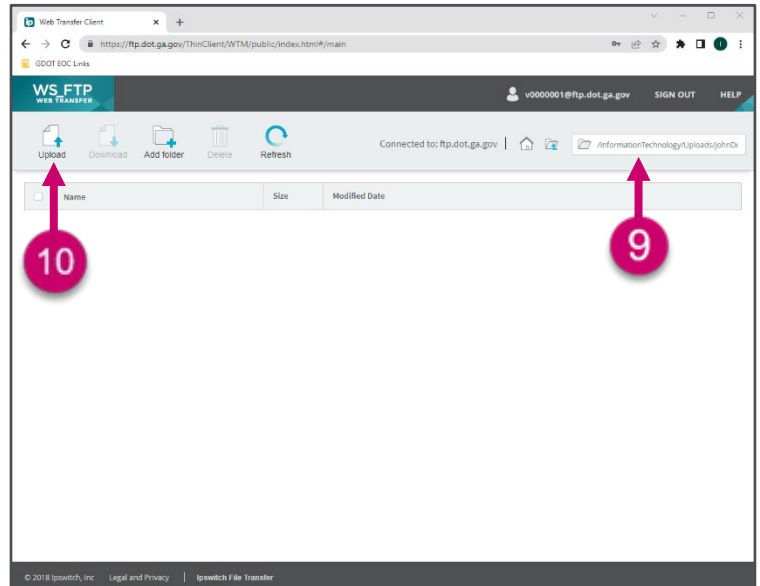 Web Transfer Client
https://ftp.dot.ga.gov/ThinClient/WTM/public/index.html#/main
GDOT EOC Links
WS_FTP
WEB TRANSFER
v0000001@ftp.dot.ga.gov SIGN OUT HELP
Upload Download Add folder Delete Refresh
Connected to: ftp.dot.ga.gov | /InformationTechnology/Uploads/JohnDe
Name Size Modified Date
10
9
© 2018 Ipswitch, Inc Legal and Privacy | Ipswitch File Transfer